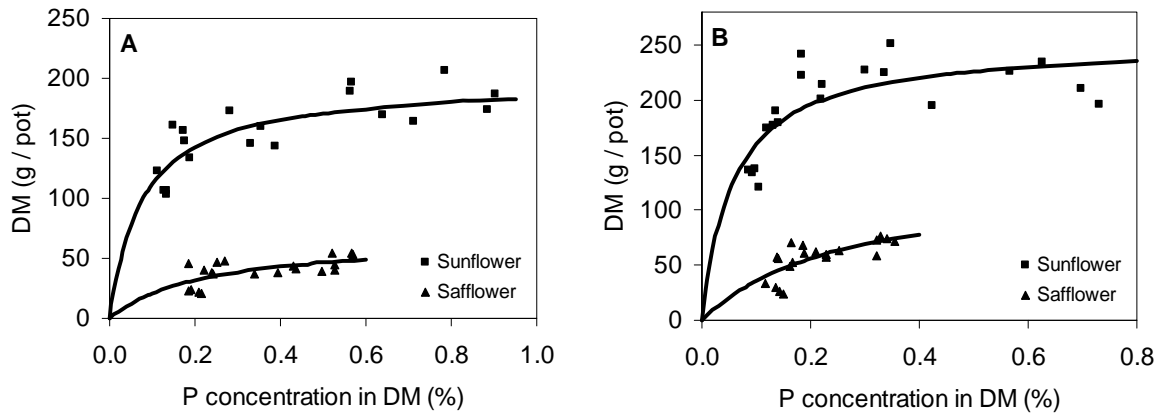 A
250
200
150
100
50
0
DM (g / pot)
Sunflower
Safflower
0.0 0.2 0.4 0.6 0.8 1.0
P concentration in DM (%)
B
250
200
150
100
50
0
DM (g / pot)
Sunflower
Safflower
0.0 0.2 0.4 0.6 0.8
P concentration in DM (%)